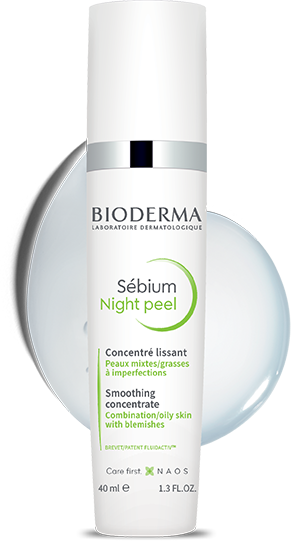 BIODERMA
LABORATOIRE DERMATOLOGIQUE
Sébium
Night peel
Concentré lissant
Peaux mixtes/grasses
à imperfections
Smoothing
concentrate
Combination/oily skin
with blemishes
BREVET/PATENT FLUIDACTIV™
Care first. NAOS
40 ml e 1.3 FL.OZ.